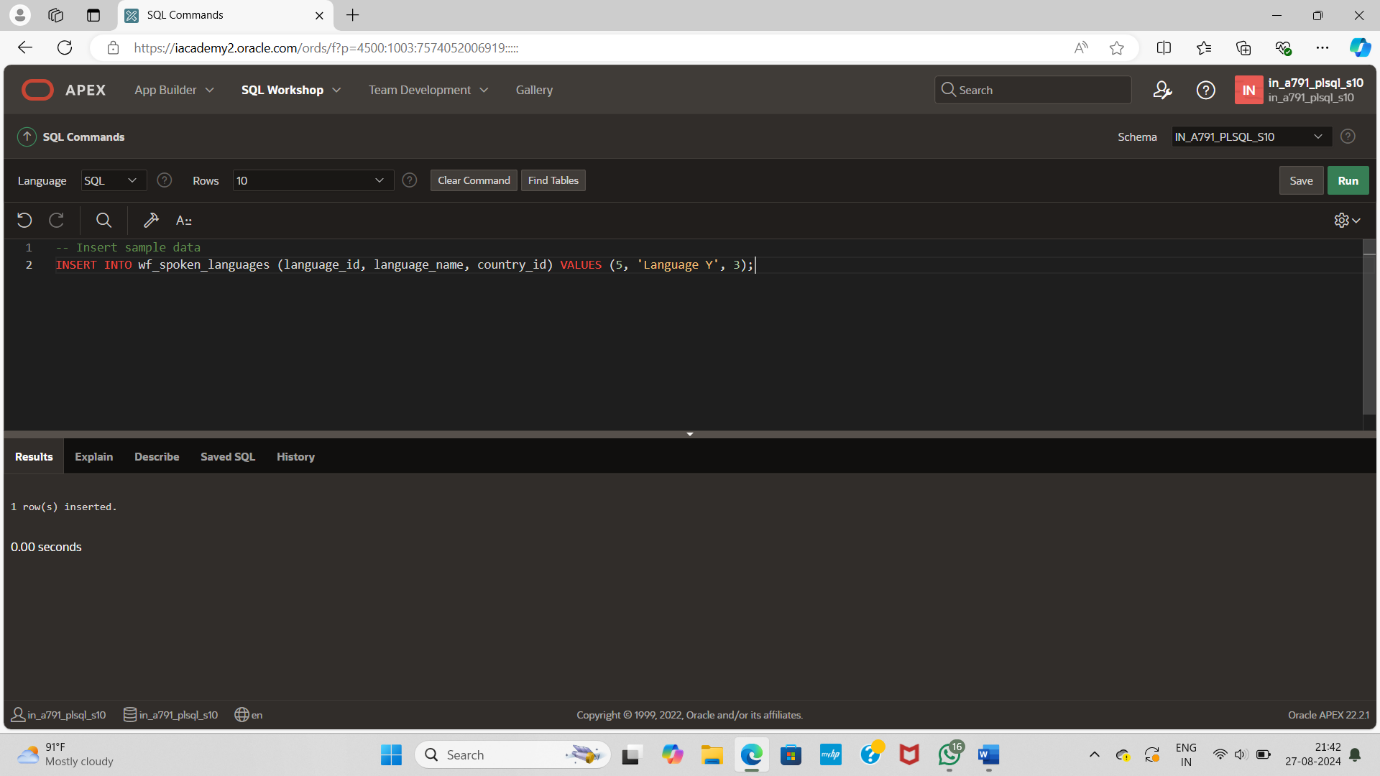 SQL Commands
https://iacademy2.oracle.com/ords/f?p=4500:1003:7574052006919:::::
APEX App Builder SQL Workshop Team Development Gallery Search IN in_a791_plsql_s10
in_a791_plsql_s10
SQL Commands Schema IN_A791_PLSQL_S10
Language SQL Rows 10 Clear Command Find Tables Save Run
A::
1 -- Insert sample data
2 INSERT INTO wf_spoken_languages (language_id, language_name, country_id) VALUES (5, 'Language Y', 3);
Results Explain Describe Saved SQL History
1 row(s) inserted.
0.00 seconds
in_a791_plsql_s10 in_a791_plsql_s10 en Copyright © 1999, 2022, Oracle and/or its affiliates. Oracle APEX 22.2.1
91°F
Mostly cloudy
Search
myhp
16
W
ENG
IN
21:42
27-08-2024